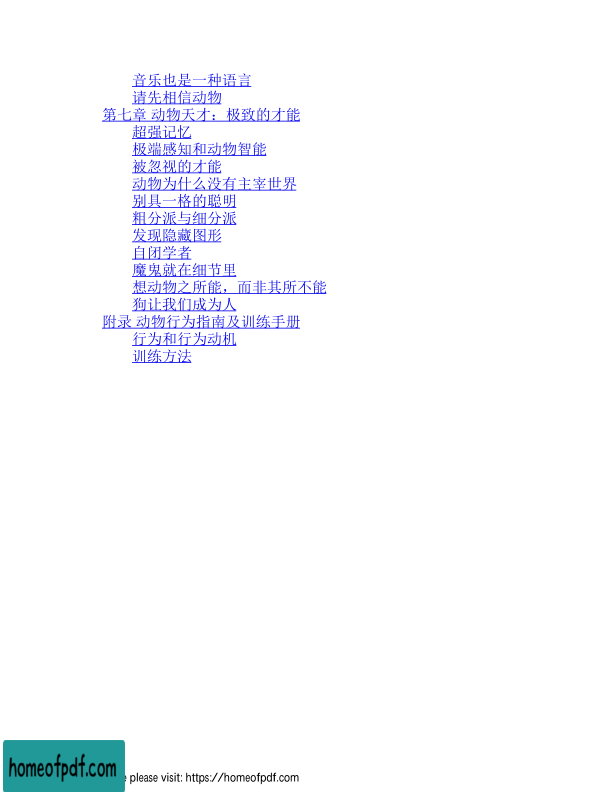 音乐也是一种语言
请先相信动物
第七章 动物天才：极致的才能
超强记忆
极端感知和动物智能
被忽视的才能
动物为什么没有主宰世界
别具一格的聪明
粗分派与细分派
发现隐藏图形
自闭学者
魔鬼就在细节里
想动物之所能，而非其所不能
狗让我们成为人
附录 动物行为指南及训练手册
行为和行为动机
训练方法
homeofpdf.com
please visit: https://homeofpdf.com